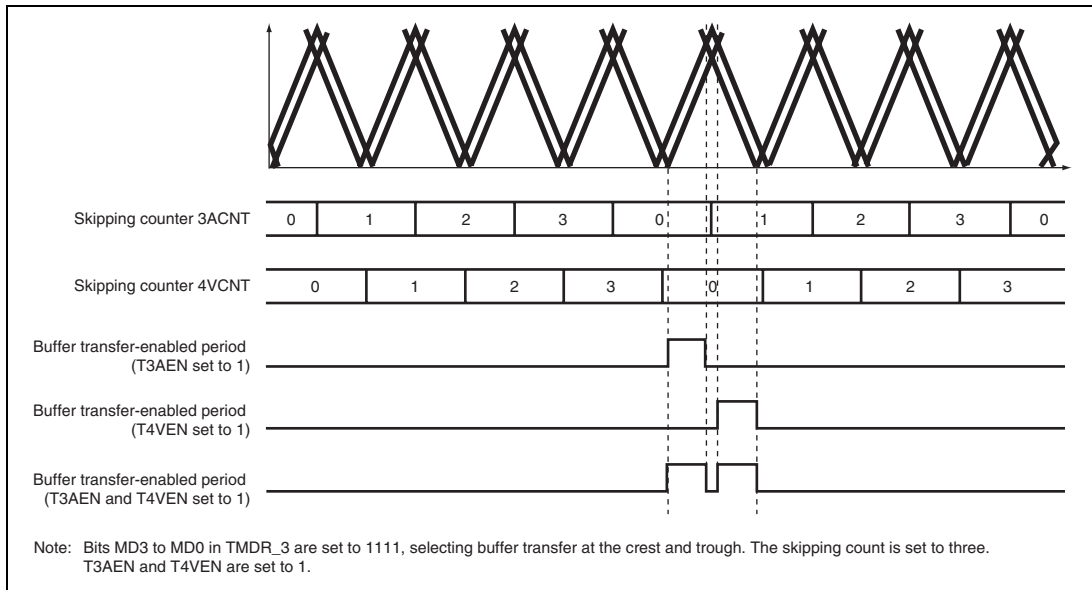 Skipping counter 3ACNT 0 1 2 3 0 1 2 3 0
Skipping counter 4VCNT 0 1 2 3 0 1 2 3
Buffer transfer-enabled period
(T3AEN set to 1)
Buffer transfer-enabled period
(T4VEN set to 1)
Buffer transfer-enabled period
(T3AEN and T4VEN set to 1)
Note: Bits MD3 to MD0 in TMDR_3 are set to 1111, selecting buffer transfer at the crest and trough. The skipping count is set to three.
T3AEN and T4VEN are set to 1.